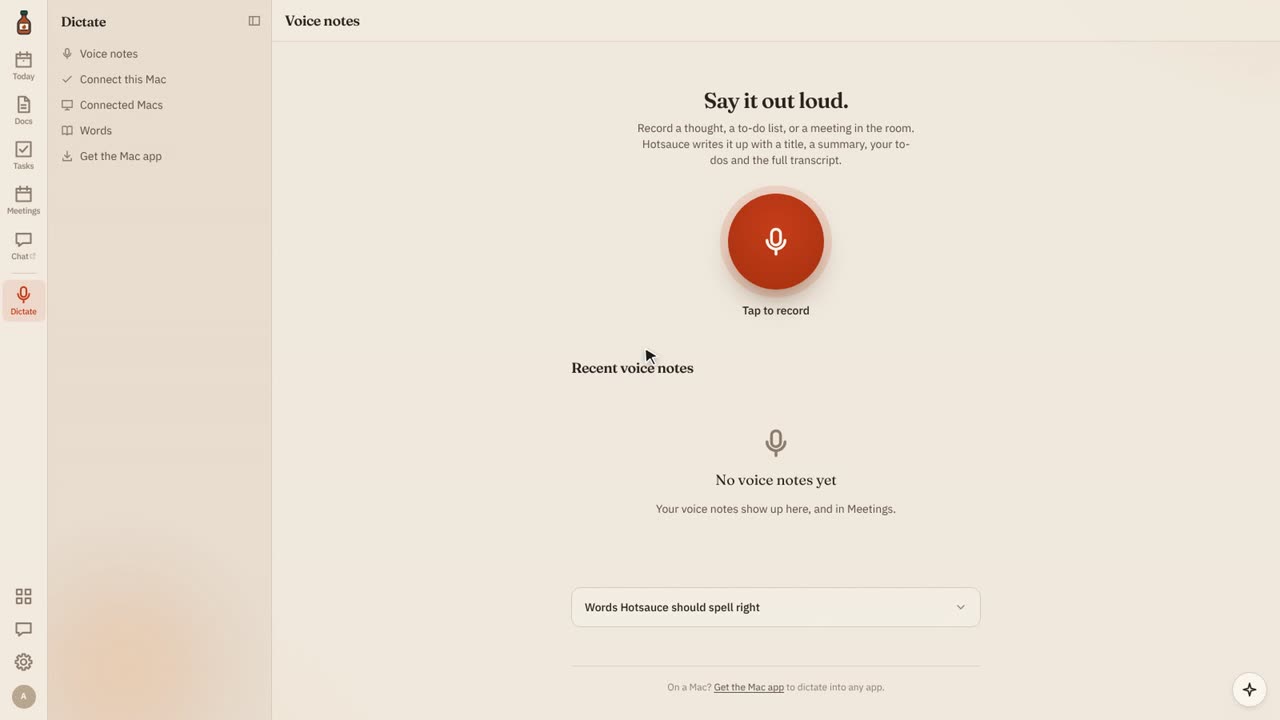 Dictate
Voice notes
Connect this Mac
Connected Macs
Words
Get the Mac app
Today
Docs
Tasks
Meetings
Chat
Dictate
A
Voice notes
Say it out loud.
Record a thought, a to-do list, or a meeting in the room.
Hotsauce writes it up with a title, a summary, your to-
dos and the full transcript.
Tap to record
Recent voice notes
No voice notes yet
Your voice notes show up here, and in Meetings.
Words Hotsauce should spell right
On a Mac? Get the Mac app to dictate into any app.